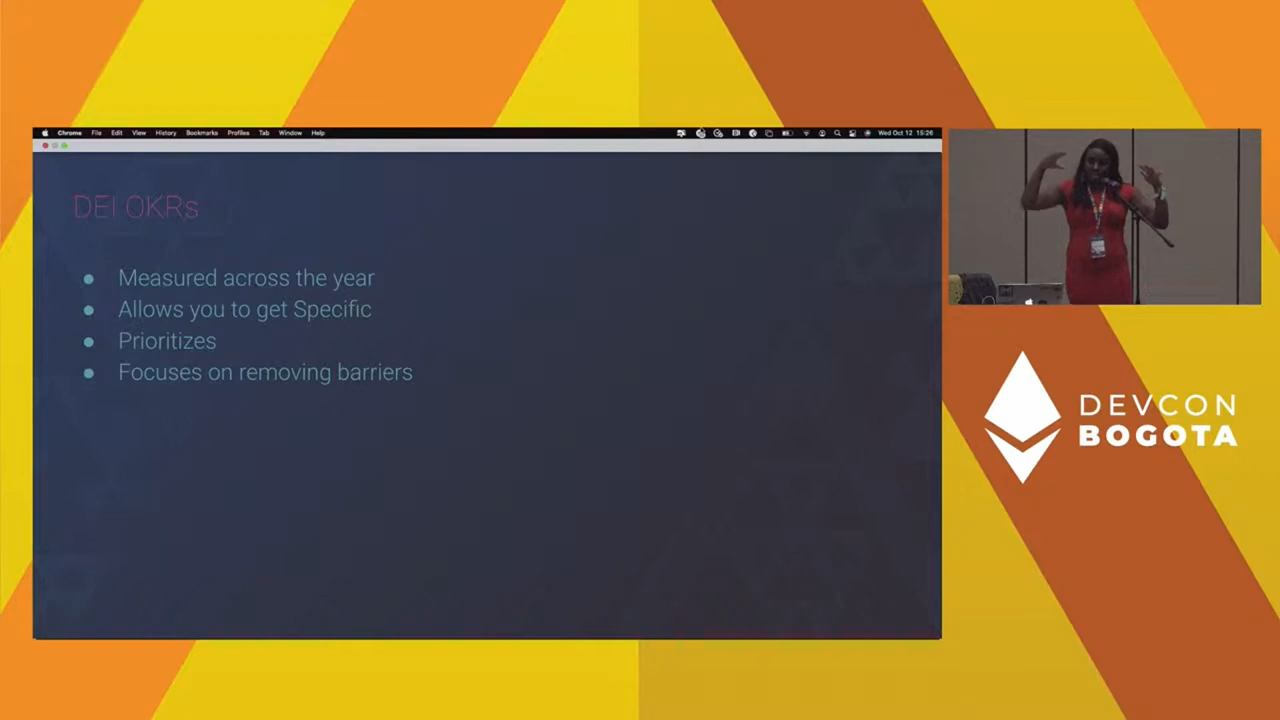 Chrome File Edit View History Bookmarks Profiles Tab Window Help
Wed Oct 12 15:26
DEI OKRs
● Measured across the year
● Allows you to get Specific
● Prioritizes
● Focuses on removing barriers
DEVCON
BOGOTA